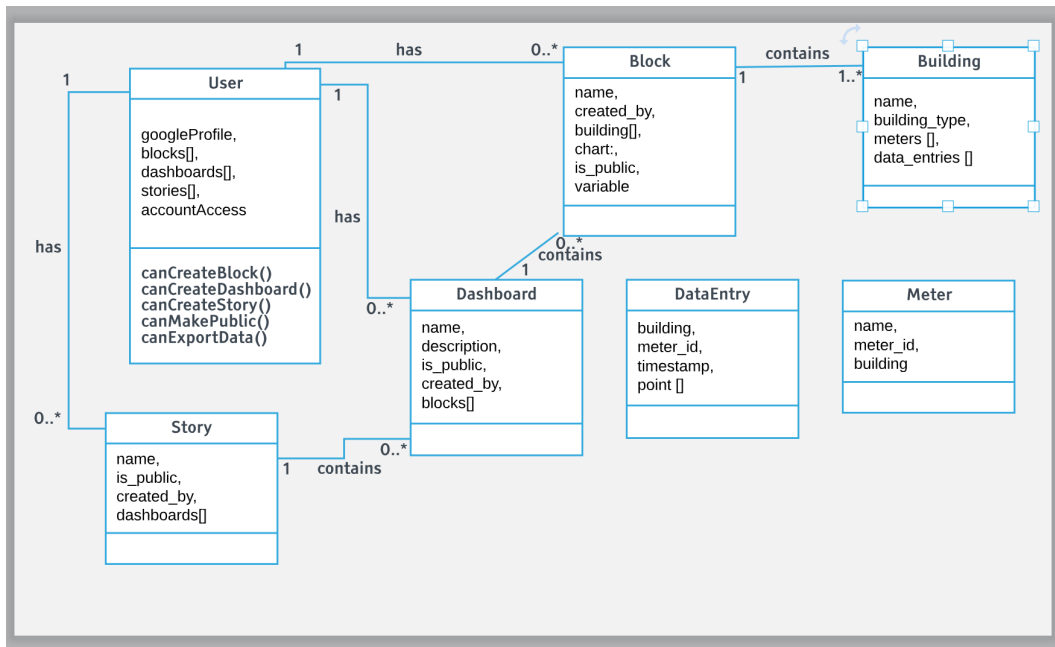 1
has
0..*
Block
contains
Building
1
User
1
1
1..*
name,
created_by,
building[],
chart:,
is_public,
variable
name,
building_type,
meters [],
data_entries []
googleProfile,
blocks[],
dashboards[],
stories[],
accountAccess
has
has
canCreateBlock()
canCreateDashboard()
canCreateStory()
canMakePublic()
canExportData()
0..*
contains
1
0..*
Dashboard
name,
description,
is_public,
created_by,
blocks[]
DataEntry
building,
meter_id,
timestamp,
point []
Meter
name,
meter_id,
building
0..*
Story
name,
is_public,
created_by,
dashboards[]
1
contains
0..*